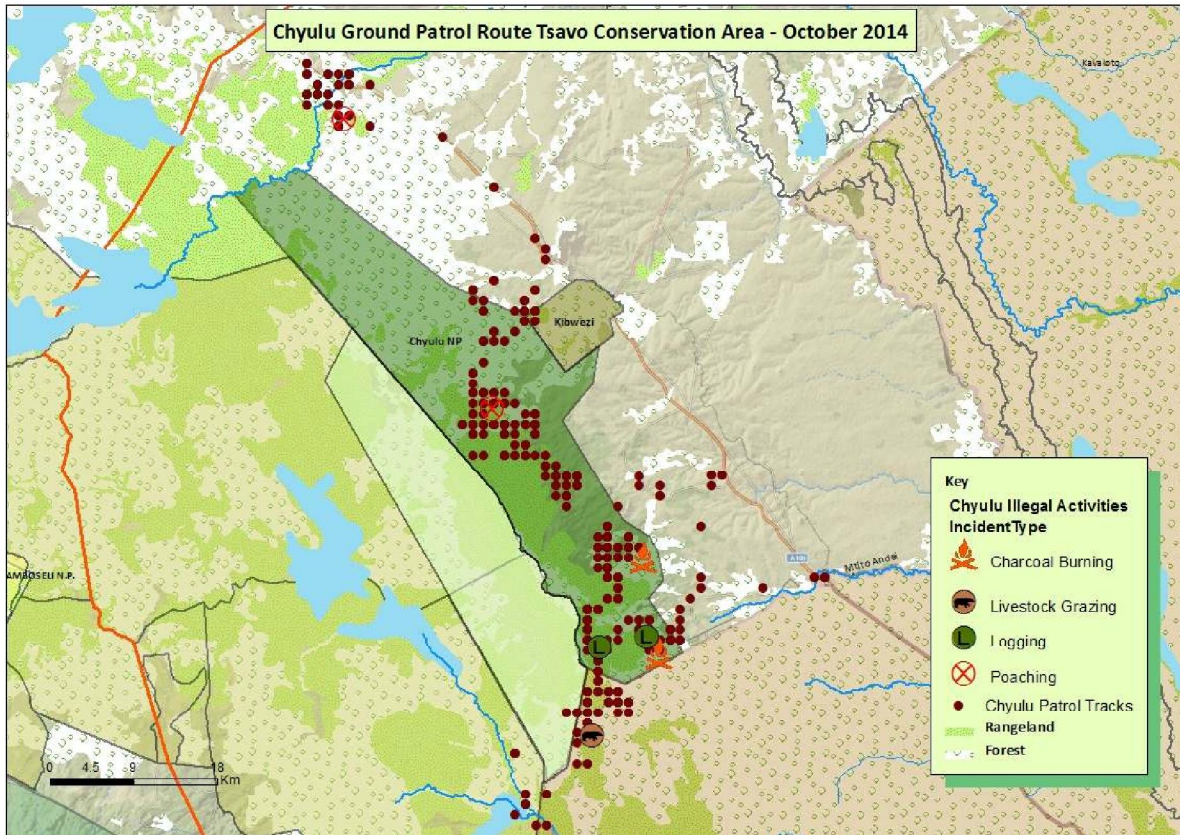 Chyulu Ground Patrol Route Tsavo Conservation Area - October 2014
Kavaloto
Kibwezi
Chyulu NP
AMBOSELI N.P.
A 109
Mtito Andei
Key
Chyulu Illegal Activities
IncidentType
Charcoal Burning
Livestock Grazing
L Logging
Poaching
Chyulu Patrol Tracks
Rangeland
Forest
L
L
0 4.5 9 18
Km